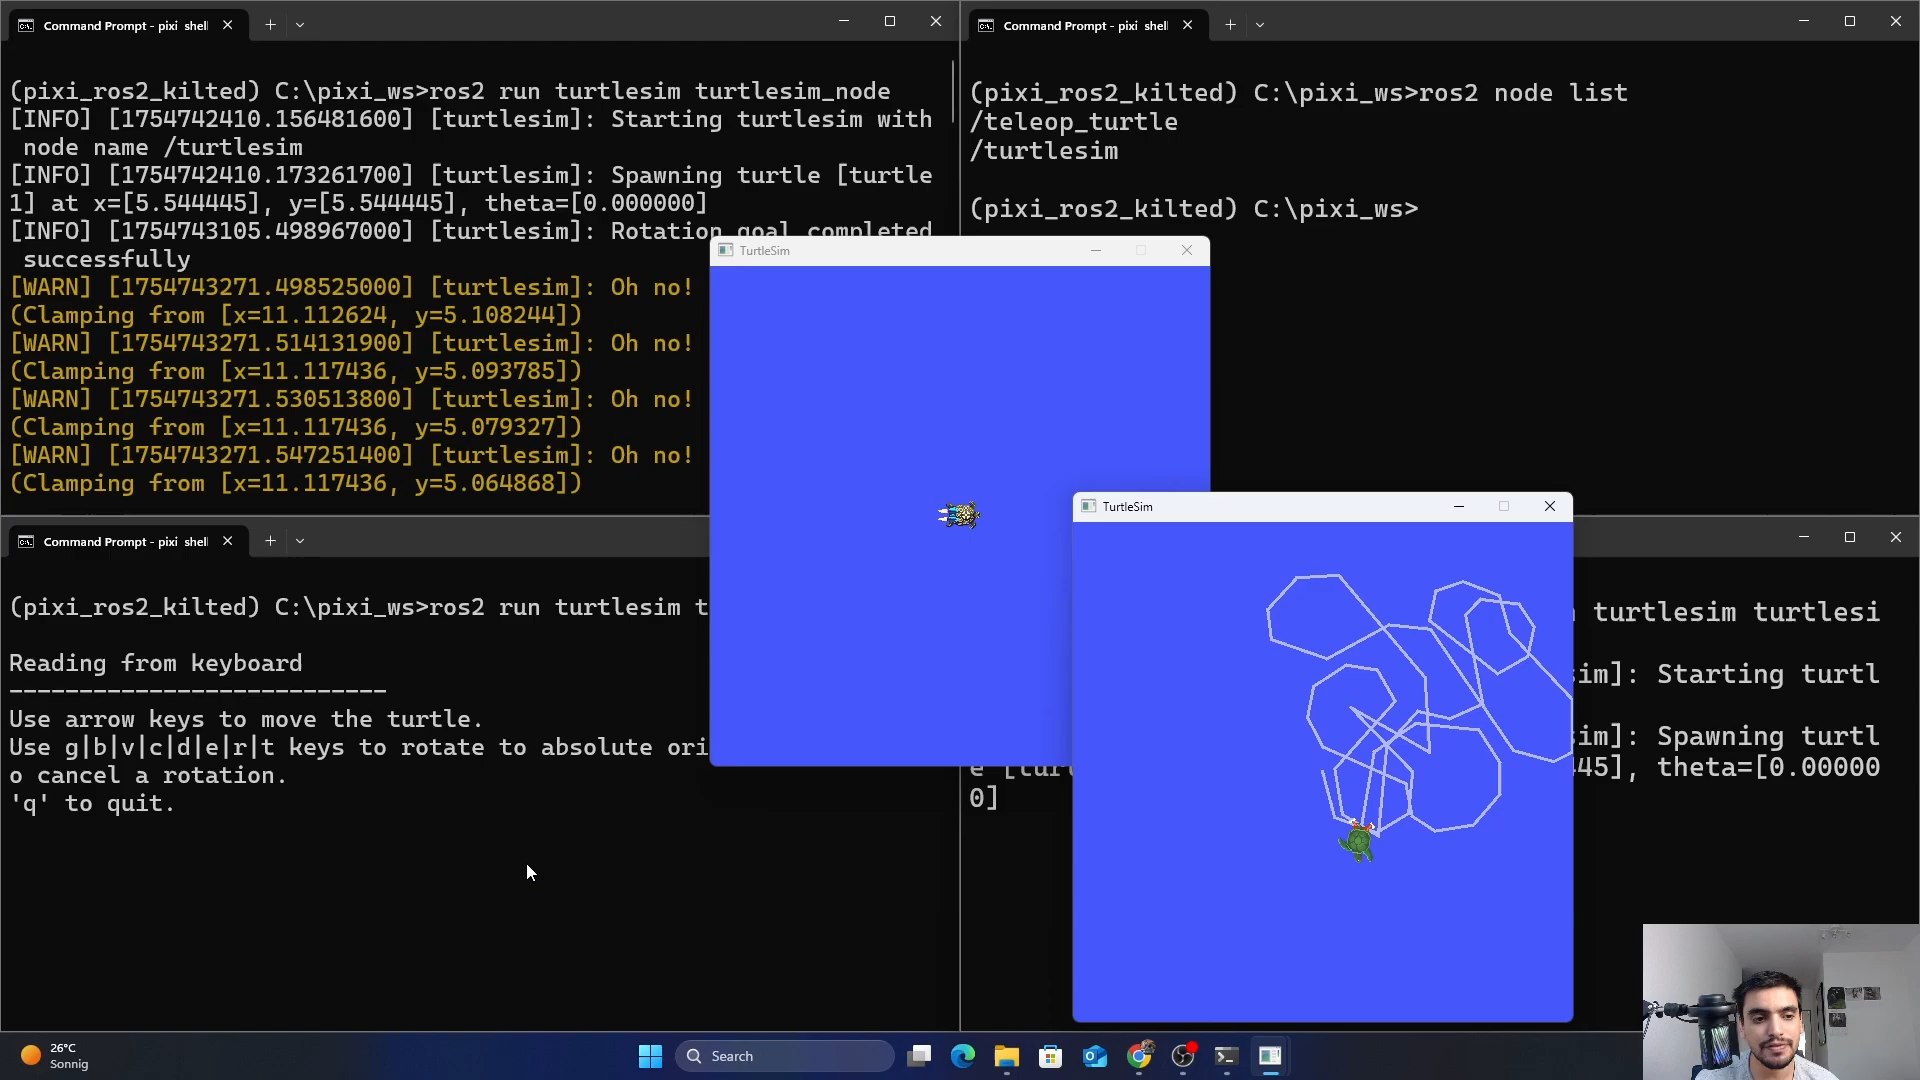 Command Prompt - pixi shell
(pixi_ros2_kilted) C:\pixi_ws>ros2 run turtlesim turtlesim_node
[INFO] [1754742410.156481600] [turtlesim]: Starting turtlesim with
node name /turtlesim
[INFO] [1754742410.173261700] [turtlesim]: Spawning turtle [turtle
1] at x=[5.544445], y=[5.544445], theta=[0.000000]
[INFO] [1754743105.498967000] [turtlesim]: Rotation goal completed
successfully
[WARN] [1754743271.498525000] [turtlesim]: Oh no!
(Clamping from [x=11.112624, y=5.108244])
[WARN] [1754743271.514131900] [turtlesim]: Oh no!
(Clamping from [x=11.117436, y=5.093785])
[WARN] [1754743271.530513800] [turtlesim]: Oh no!
(Clamping from [x=11.117436, y=5.079327])
[WARN] [1754743271.547251400] [turtlesim]: Oh no!
(Clamping from [x=11.117436, y=5.064868])
Command Prompt - pixi shell
(pixi_ros2_kilted) C:\pixi_ws>ros2 node list
/teleop_turtle
/turtlesim
(pixi_ros2_kilted) C:\pixi_ws>
TurtleSim
TurtleSim
Command Prompt - pixi shell
(pixi_ros2_kilted) C:\pixi_ws>ros2 run turtlesim t
Reading from keyboard
---------------------------
Use arrow keys to move the turtle.
Use g|b|v|c|d|e|r|t keys to rotate to absolute ori
o cancel a rotation.
'q' to quit.
turtlesim turtlesi
sim]: Starting turtl
sim]: Spawning turtl
45], theta=[0.00000
0]
26°C
Sonnig
Search